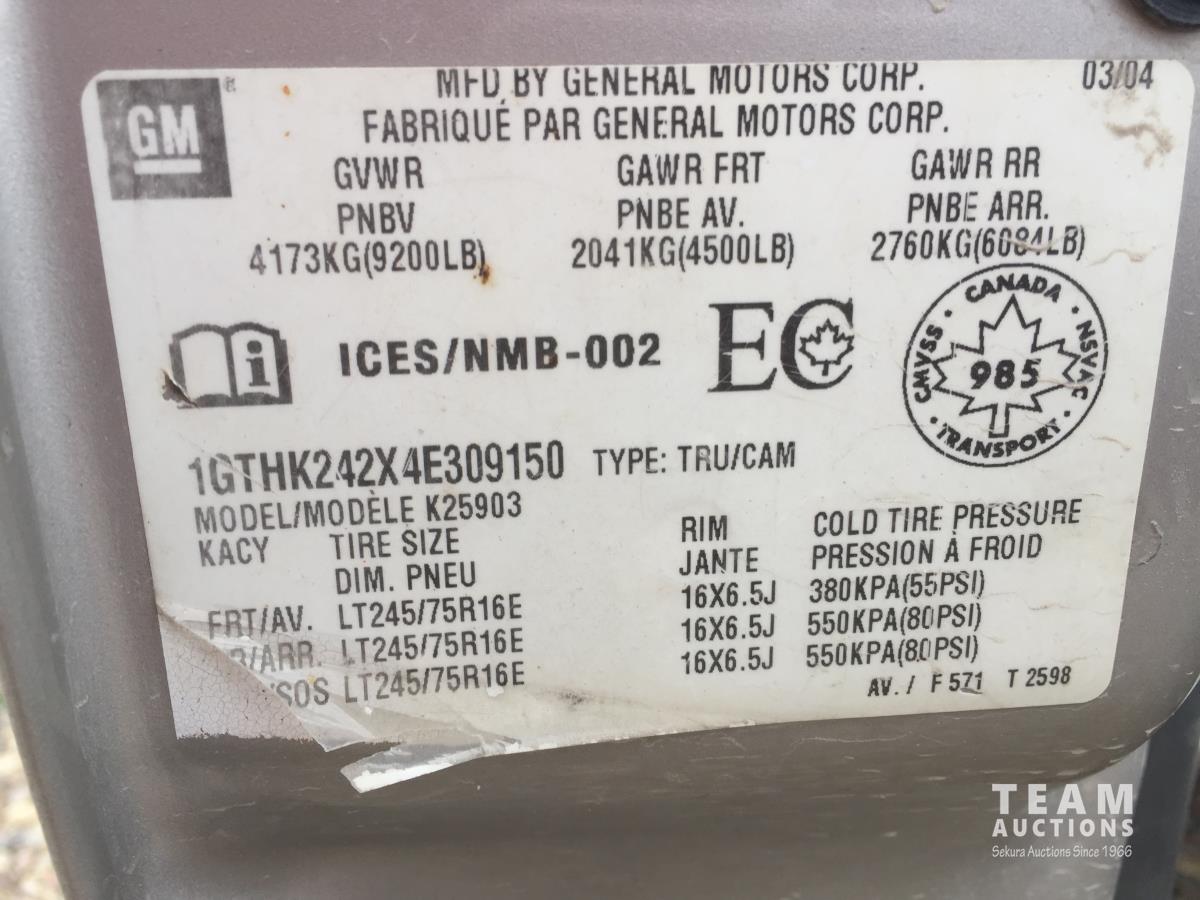 GM ® MFD BY GENERAL MOTORS CORP. 03/04
FABRIQUÉ PAR GENERAL MOTORS CORP.
GVWR GAWR FRT GAWR RR
PNBV PNBE AV. PNBE ARR.
4173KG(9200LB) 2041KG(4500LB) 2760KG(6084LB)
i ICES/NMB-002 EC
CANADA
CMVSS · 985 · NSVAC
TRANSPORT
1GTHK242X4E309150 TYPE: TRU/CAM
MODEL/MODÈLE K25903
KACY TIRE SIZE RIM COLD TIRE PRESSURE
DIM. PNEU JANTE PRESSION À FROID
FRT/AV. LT245/75R16E 16X6.5J 380KPA(55PSI)
/ARR. LT245/75R16E 16X6.5J 550KPA(80PSI)
/SOS LT245/75R16E 16X6.5J 550KPA(80PSI)
AV. / F 571 T 2598
TEAM
AUCTIONS
Sekura Auctions Since 1966